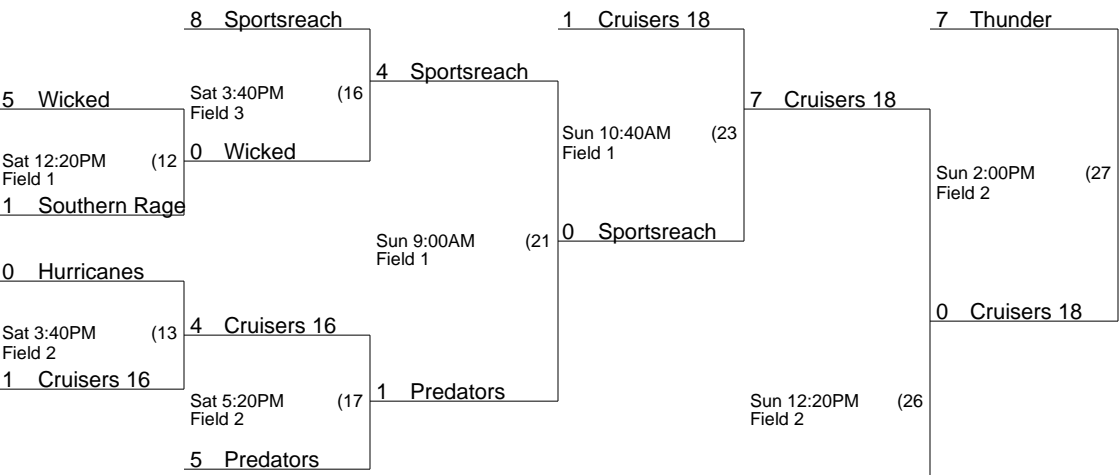 8 Sportsreach
1 Cruisers 18
7 Thunder
4 Sportsreach
5 Wicked
Sat 3:40PM (16
Field 3
7 Cruisers 18
Sun 10:40AM (23
Field 1
0 Wicked
Sat 12:20PM (12
Field 1
Sun 2:00PM (27
Field 2
1 Southern Rage
Sun 9:00AM (21
Field 1
0 Sportsreach
0 Hurricanes
Sat 3:40PM (13
Field 2
4 Cruisers 16
0 Cruisers 18
1 Cruisers 16
Sat 5:20PM (17
Field 2
1 Predators
Sun 12:20PM (26
Field 2
5 Predators